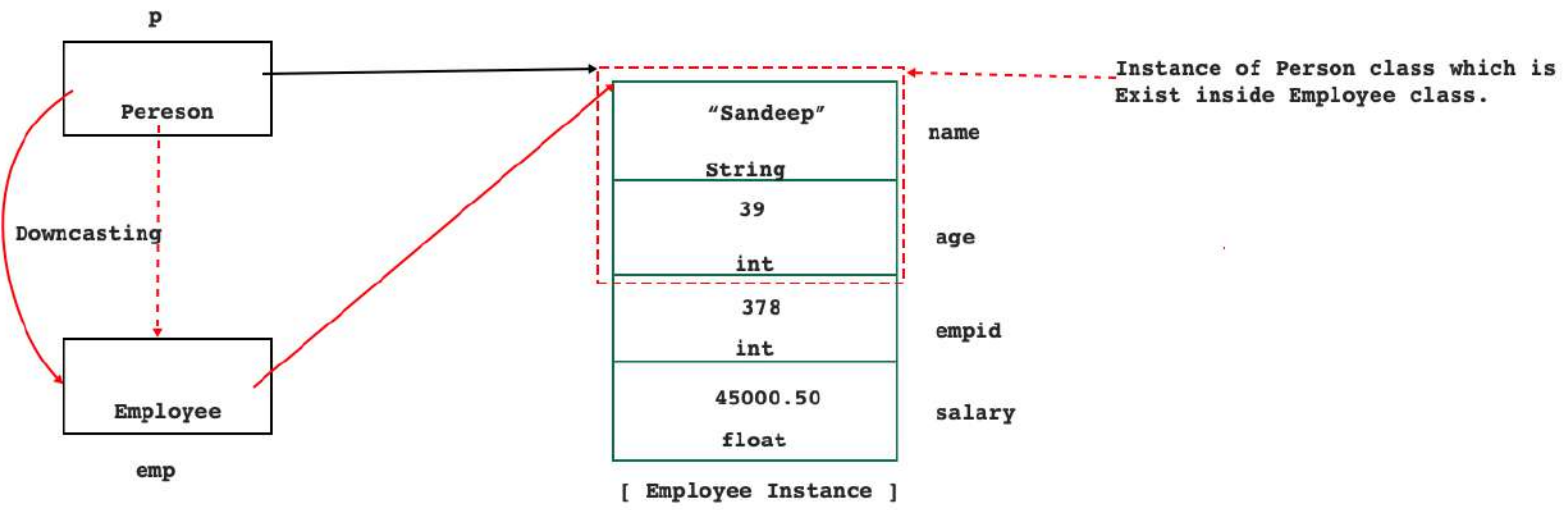 p
Pereson
Downcasting
Employee
emp
“Sandeep”
String
39
int
378
int
45000.50
float
[ Employee Instance ]
name
age
empid
salary
Instance of Person class which is
Exist inside Employee class.